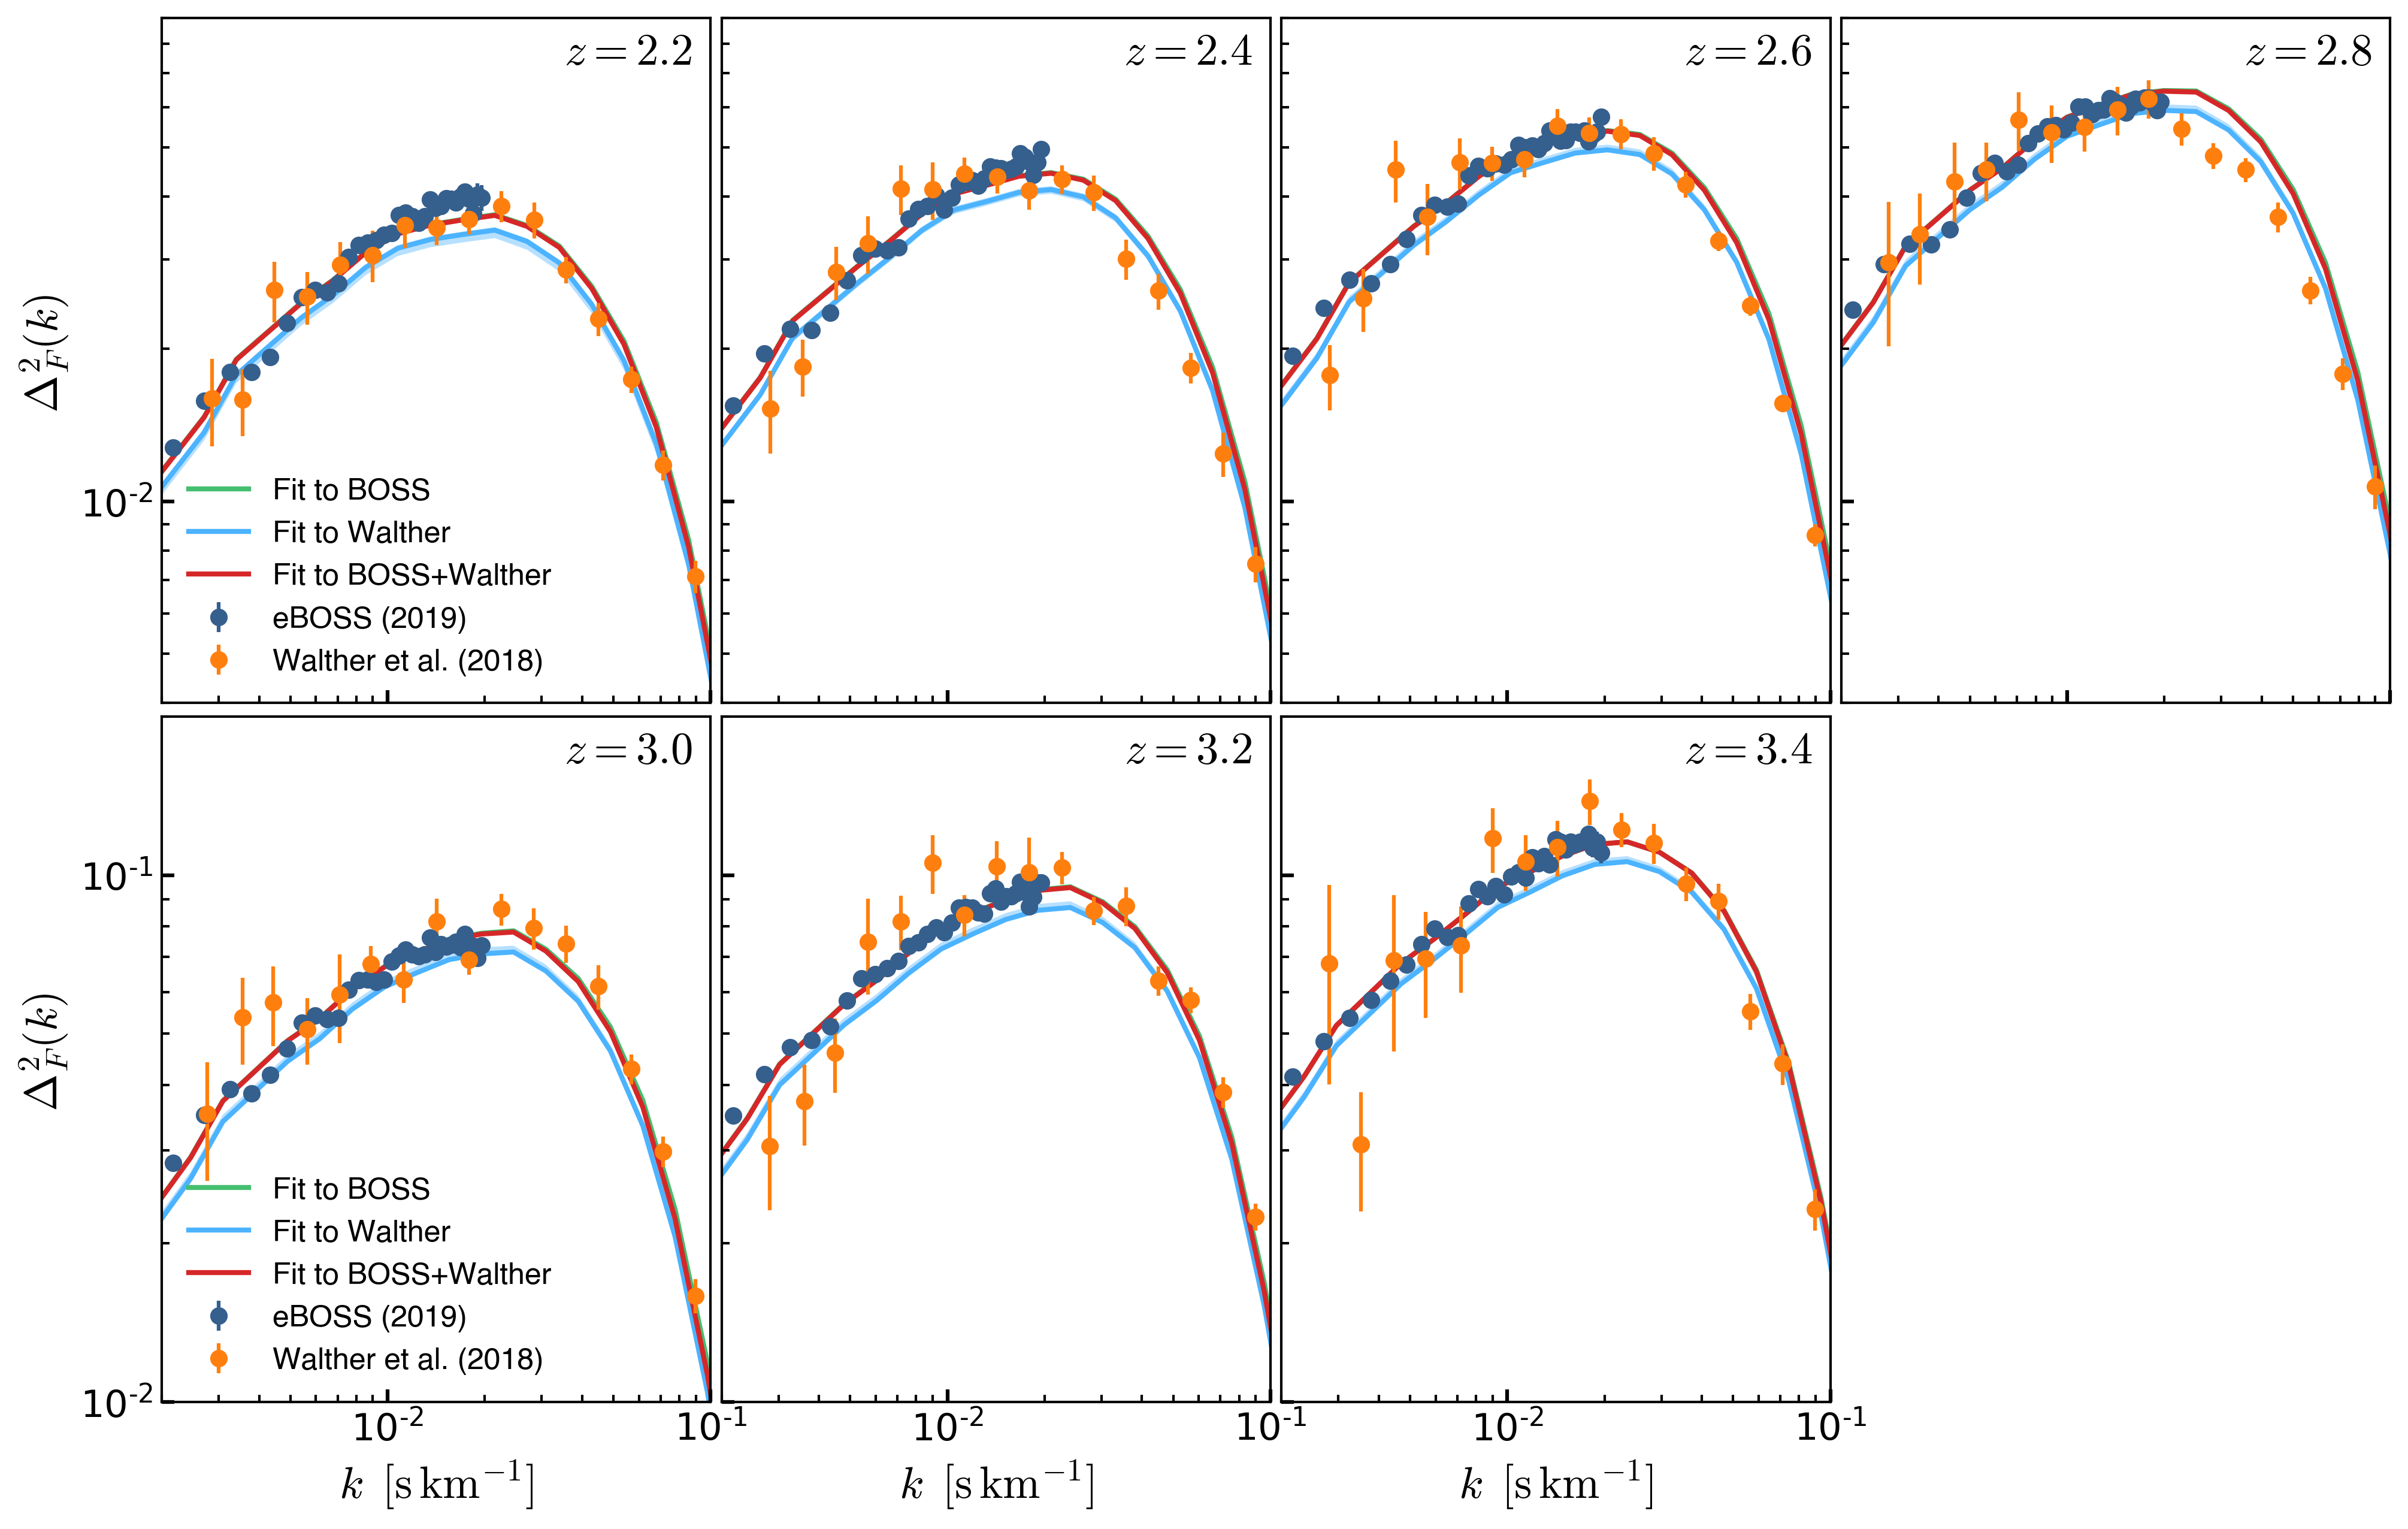 z = 2.2
z = 2.4
z = 2.6
z = 2.8
Δ²_F(k)
10⁻²
Fit to BOSS
Fit to Walther
Fit to BOSS+Walther
eBOSS (2019)
Walther et al. (2018)
z = 3.0
z = 3.2
z = 3.4
Δ²_F(k)
10⁻¹
10⁻²
Fit to BOSS
Fit to Walther
Fit to BOSS+Walther
eBOSS (2019)
Walther et al. (2018)
10⁻² 10⁻¹ 10⁻² 10⁻¹ 10⁻² 10⁻¹
k [s km⁻¹]
k [s km⁻¹]
k [s km⁻¹]